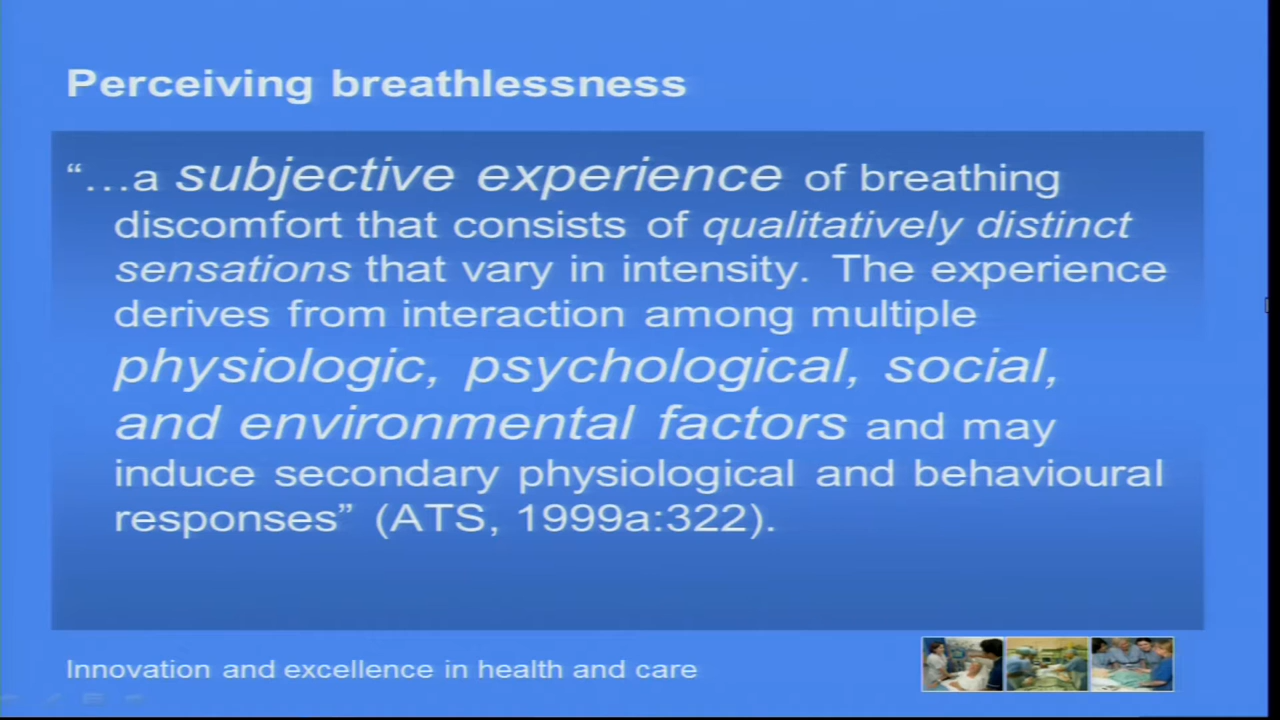 Perceiving breathlessness
“…a subjective experience of breathing
discomfort that consists of qualitatively distinct
sensations that vary in intensity. The experience
derives from interaction among multiple
physiologic, psychological, social,
and environmental factors and may
induce secondary physiological and behavioural
responses” (ATS, 1999a:322).
Innovation and excellence in health and care